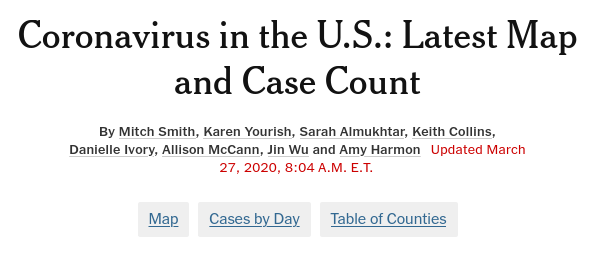 Coronavirus in the U.S.: Latest Map
and Case Count
By Mitch Smith, Karen Yourish, Sarah Almukhtar, Keith Collins,
Danielle Ivory, Allison McCann, Jin Wu and Amy Harmon Updated March
27, 2020, 8:04 A.M. E.T.
Map Cases by Day Table of Counties